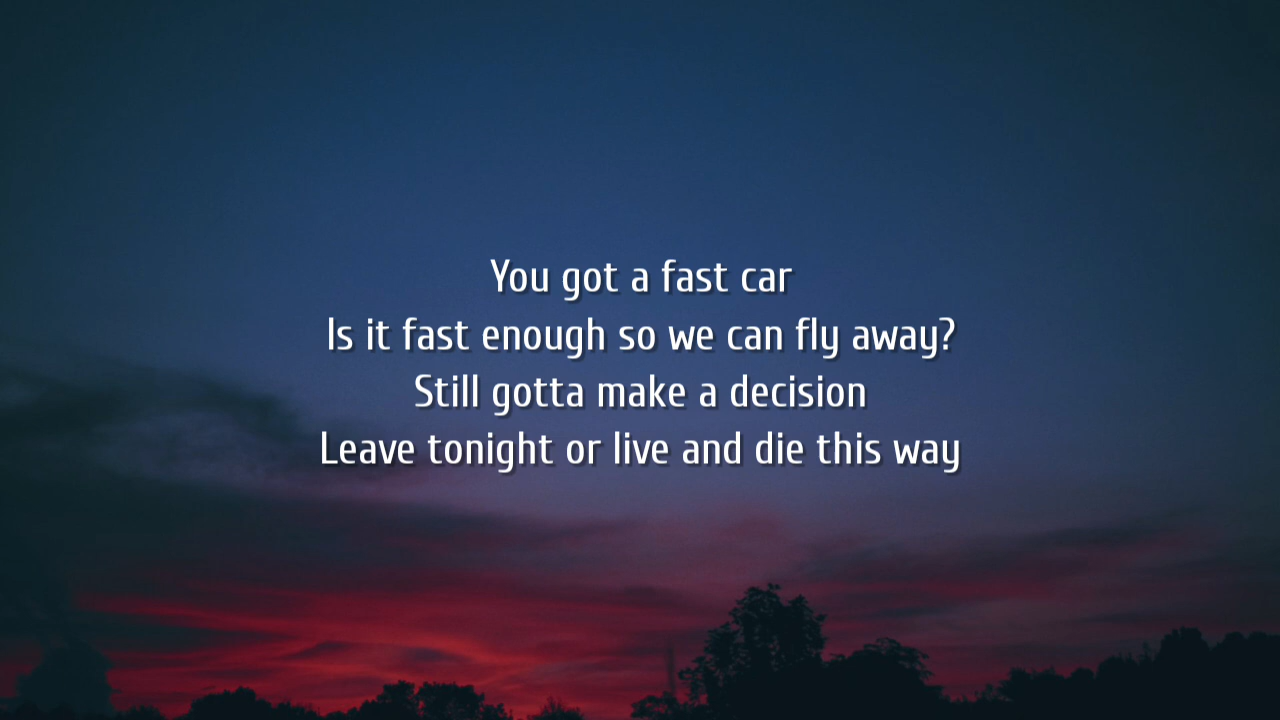 You got a fast car
Is it fast enough so we can fly away?
Still gotta make a decision
Leave tonight or live and die this way